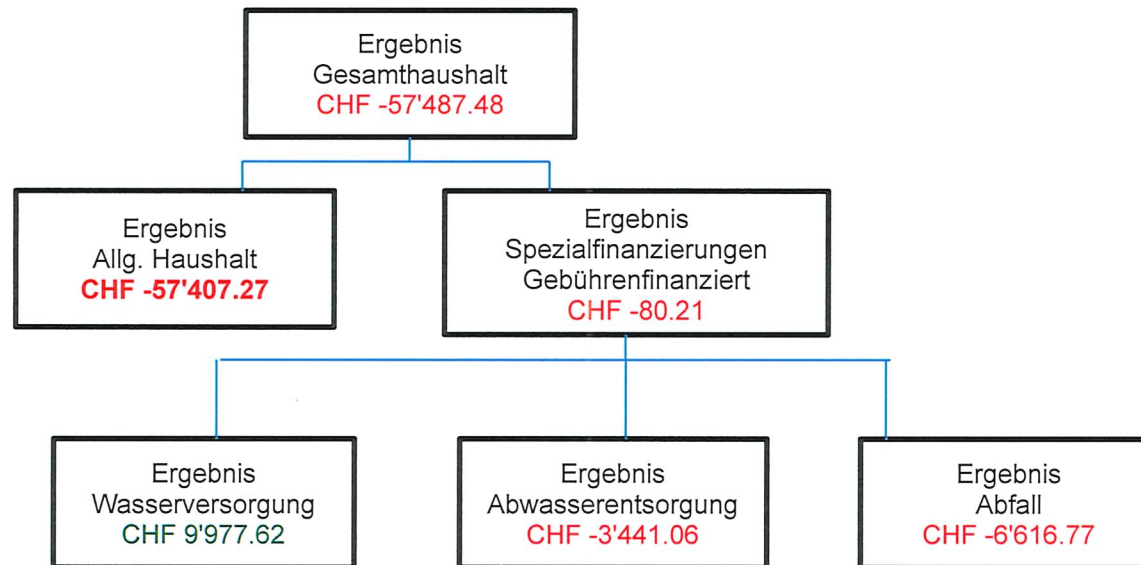 Ergebnis
Gesamthaushalt
CHF -57'487.48
Ergebnis
Allg. Haushalt
CHF -57'407.27
Ergebnis
Spezialfinanzierungen
Gebührenfinanziert
CHF -80.21
Ergebnis
Wasserversorgung
CHF 9'977.62
Ergebnis
Abwasserentsorgung
CHF -3'441.06
Ergebnis
Abfall
CHF -6'616.77